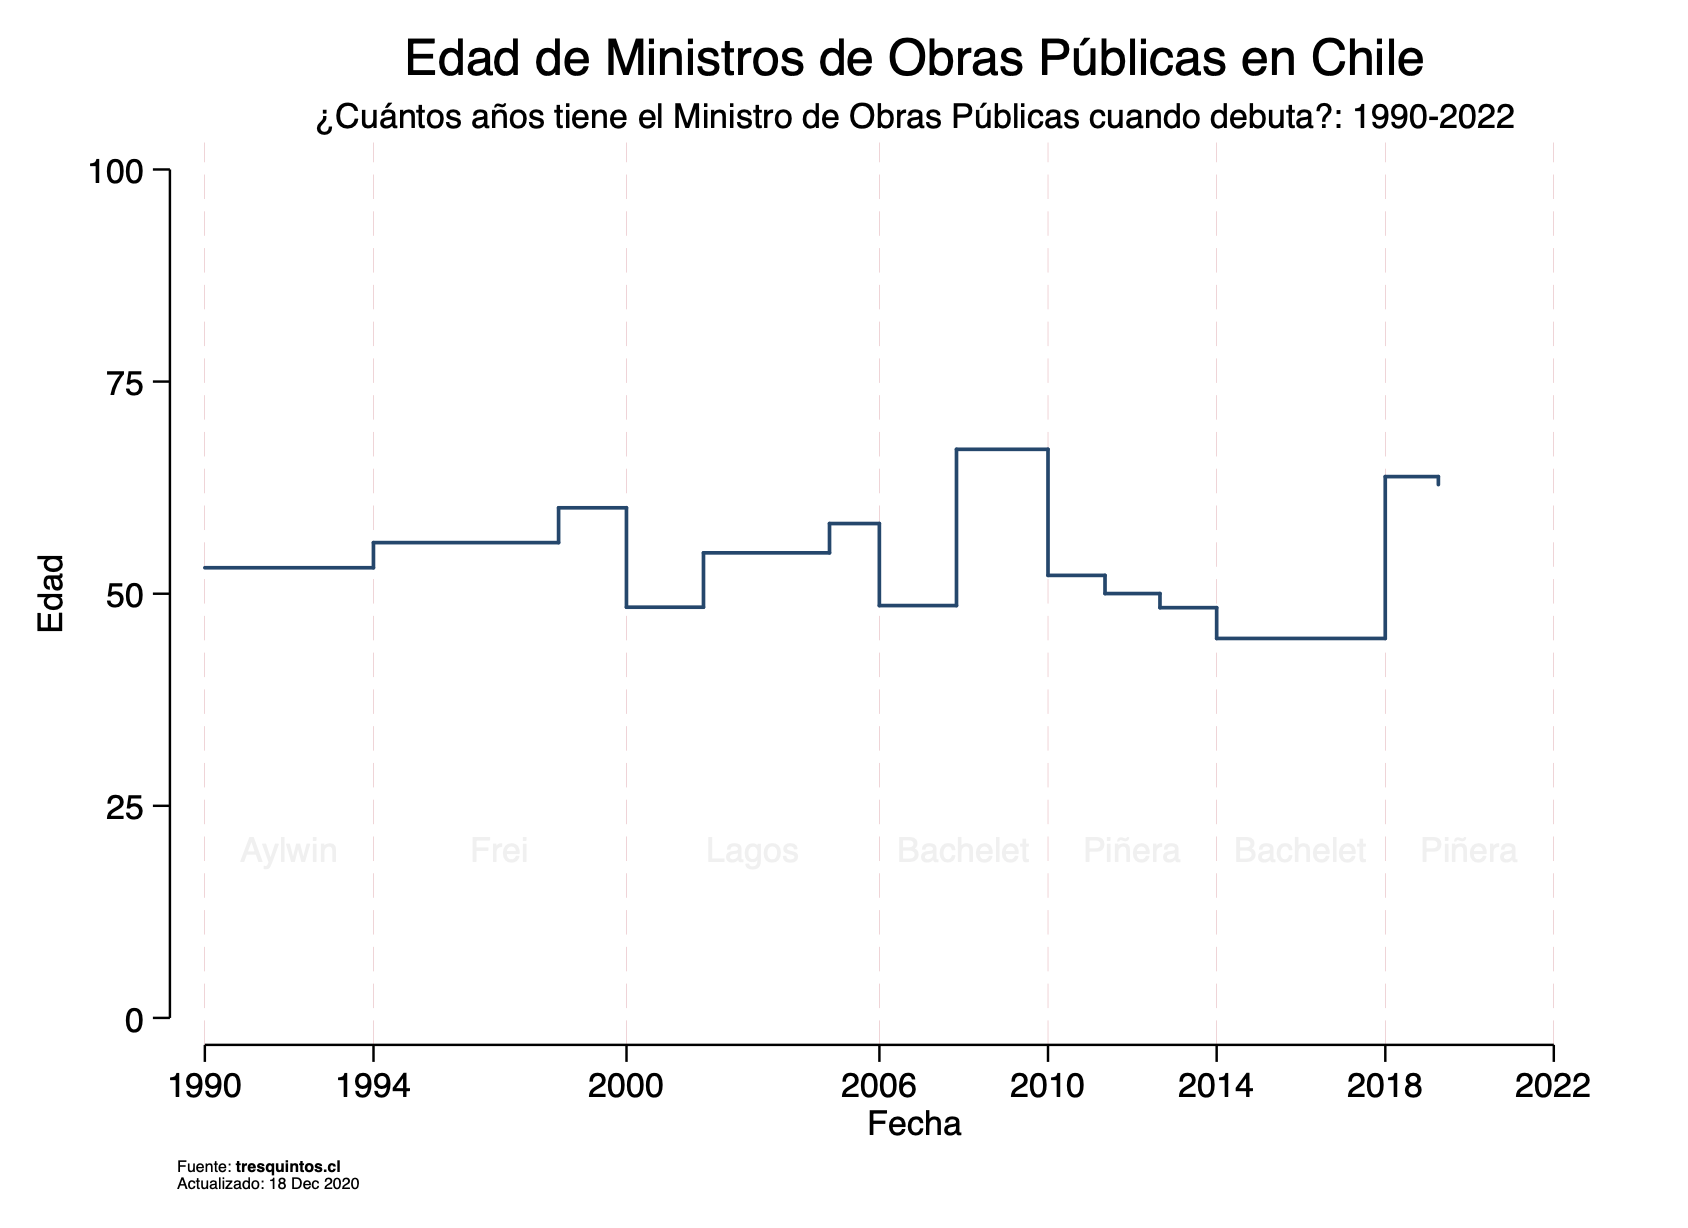 Edad de Ministros de Obras Públicas en Chile
¿Cuántos años tiene el Ministro de Obras Públicas cuando debuta?: 1990-2022
100
75
50
25
0
Edad
Aylwin Frei Lagos Bachelet Piñera Bachelet Piñera
1990 1994 2000 2006 2010 2014 2018 2022
Fecha
Fuente: tresquintos.cl
Actualizado: 18 Dec 2020